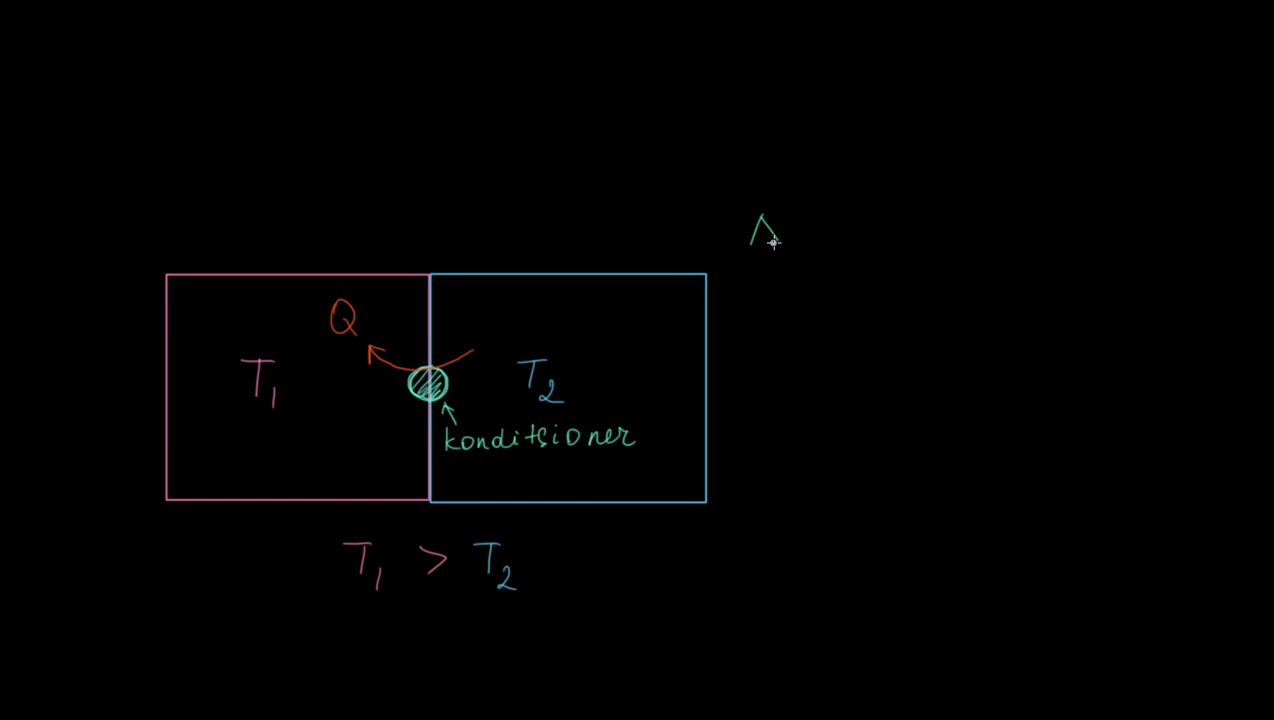 Q
T₁
T₂
konditsioner
T₁ > T₂